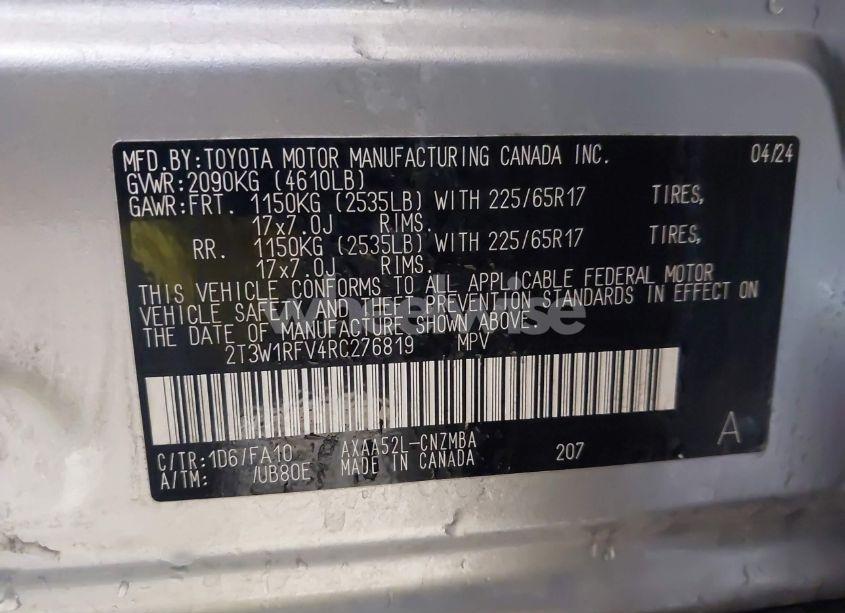 MFD.BY:TOYOTA MOTOR MANUFACTURING CANADA INC. 04/24
GVWR:2090KG (4610LB)
GAWR:FRT. 1150KG (2535LB) WITH 225/65R17 TIRES,
17x7.0J RIMS.
RR. 1150KG (2535LB) WITH 225/65R17 TIRES,
17x7.0J RIMS.
THIS VEHICLE CONFORMS TO ALL APPLICABLE FEDERAL MOTOR
VEHICLE SAFETY AND THEFT PREVENTION STANDARDS IN EFFECT ON
THE DATE OF MANUFACTURE SHOWN ABOVE.
2T3W1RFV4RC276819 MPV
C/TR:1D6/FA10 AXAA52L-CNZMBA 207 A
A/TM: /UB80E MADE IN CANADA